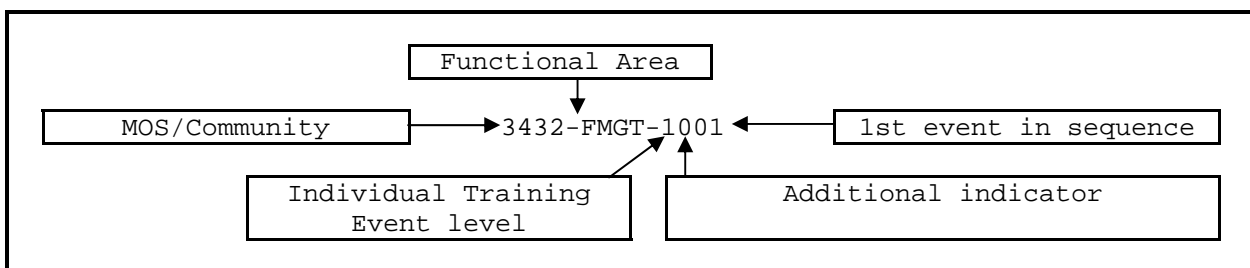 Functional Area
MOS/Community
3432-FMGT-1001
1st event in sequence
Individual Training
Event level
Additional indicator